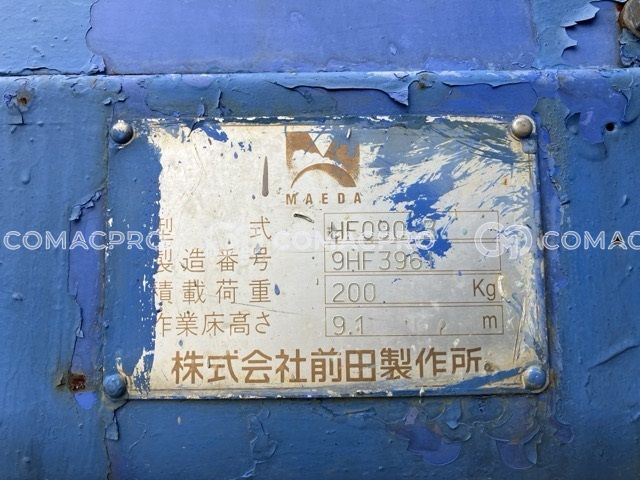 MAEDA
型 式 HF090
製造番号 9HF396
積載荷重 200 Kg
作業床高さ 9.1 m
株式会社前田製作所
COMACPRO COMACPRO COMACPRO